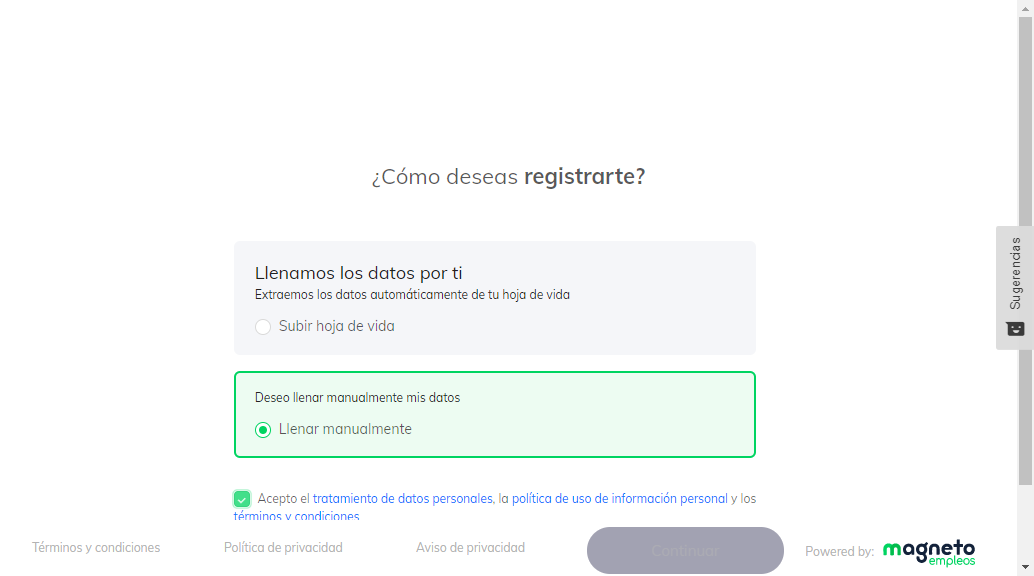 ¿Cómo deseas registrarte?
Llenamos los datos por ti
Extraemos los datos automáticamente de tu hoja de vida
Subir hoja de vida
Deseo llenar manualmente mis datos
Llenar manualmente
Acepto el tratamiento de datos personales, la política de uso de información personal y los
términos y condiciones
Sugerencias
Términos y condiciones
Política de privacidad
Aviso de privacidad
Continuar
Powered by:
magneto
empleos